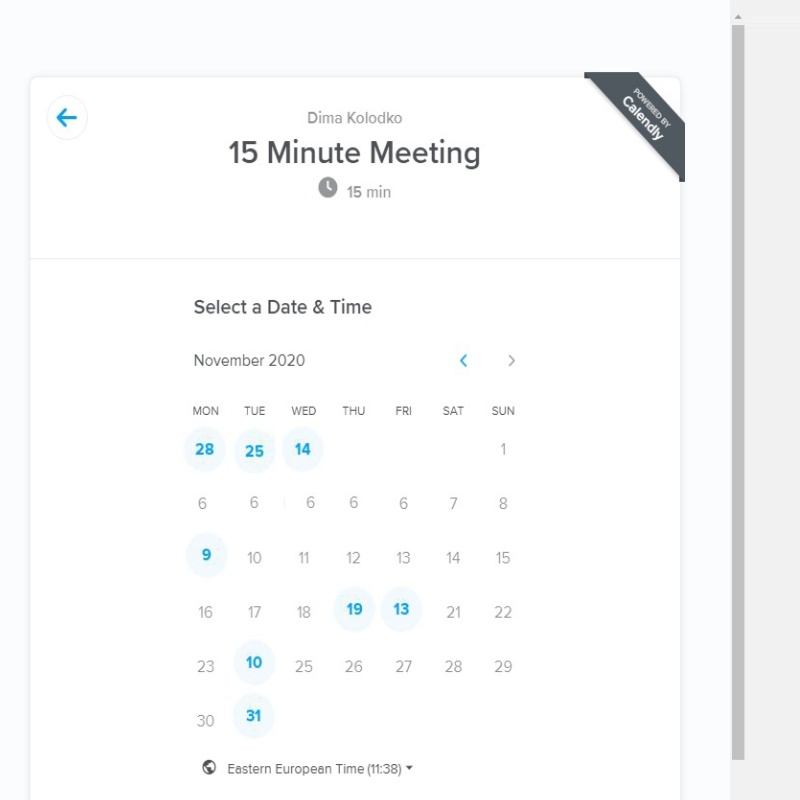 POWERED BY
Calendly
Dima Kolodko
15 Minute Meeting
15 min
Select a Date & Time
November 2020
MON TUE WED THU FRI SAT SUN
28 25 14 1
6 6 6 6 6 7 8
9 10 11 12 13 14 15
16 17 18 19 13 21 22
23 10 25 26 27 28 29
30 31
Eastern European Time (11:38)